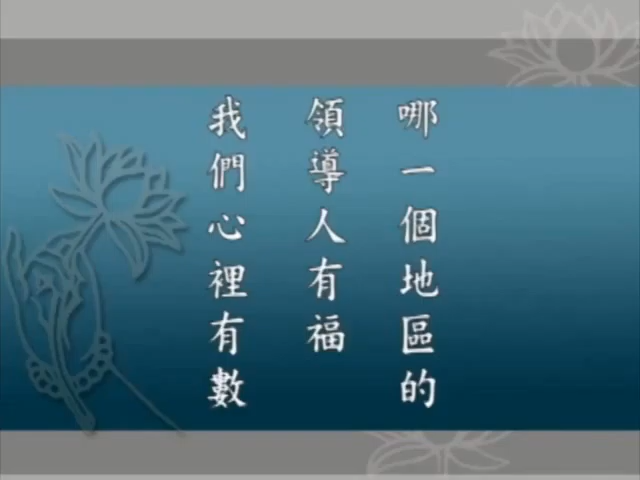 哪一個地區的
領導人有福
我們心裡有數